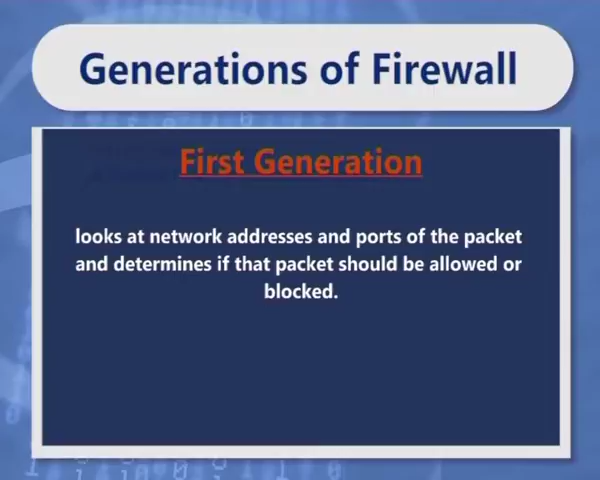 Generations of Firewall
First Generation
looks at network addresses and ports of the packet
and determines if that packet should be allowed or
blocked.